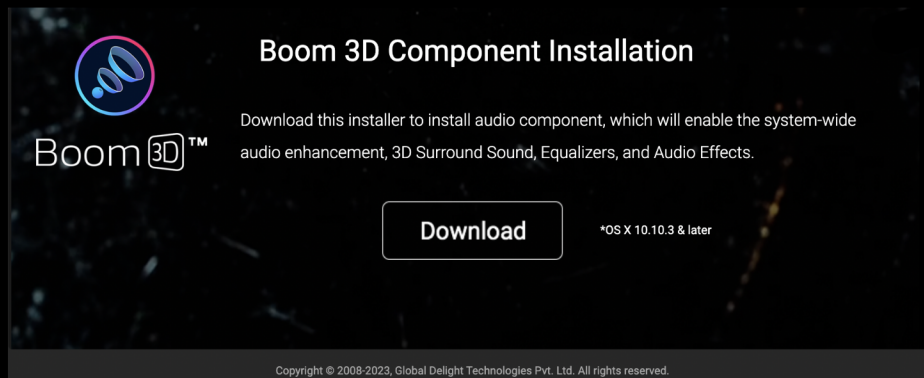 Boom 3D Component Installation
Boom 3D™
Download this installer to install audio component, which will enable the system-wide
audio enhancement, 3D Surround Sound, Equalizers, and Audio Effects.
Download
*OS X 10.10.3 & later
Copyright © 2008-2023, Global Delight Technologies Pvt. Ltd. All rights reserved.